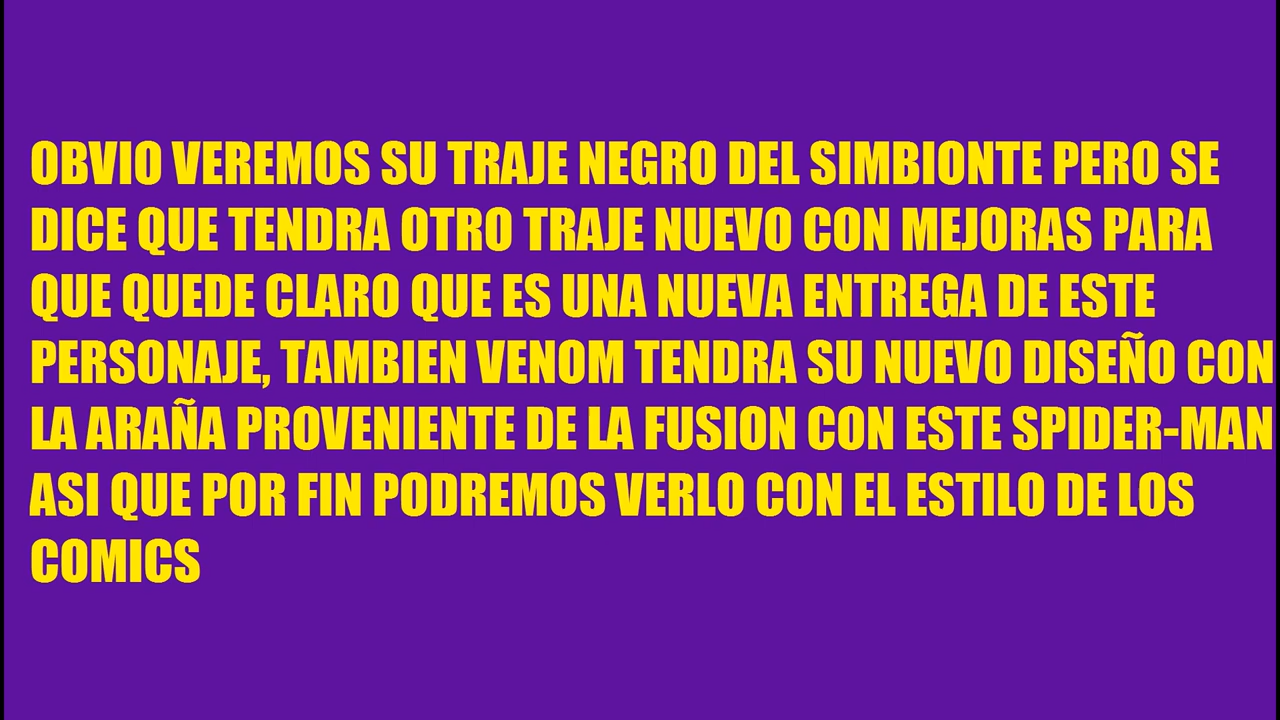 OBVIO VEREMOS SU TRAJE NEGRO DEL SIMBIONTE PERO SE
DICE QUE TENDRA OTRO TRAJE NUEVO CON MEJORAS PARA
QUE QUEDE CLARO QUE ES UNA NUEVA ENTREGA DE ESTE
PERSONAJE, TAMBIEN VENOM TENDRA SU NUEVO DISEÑO CON
LA ARAÑA PROVENIENTE DE LA FUSION CON ESTE SPIDER-MAN
ASI QUE POR FIN PODREMOS VERLO CON EL ESTILO DE LOS
COMICS